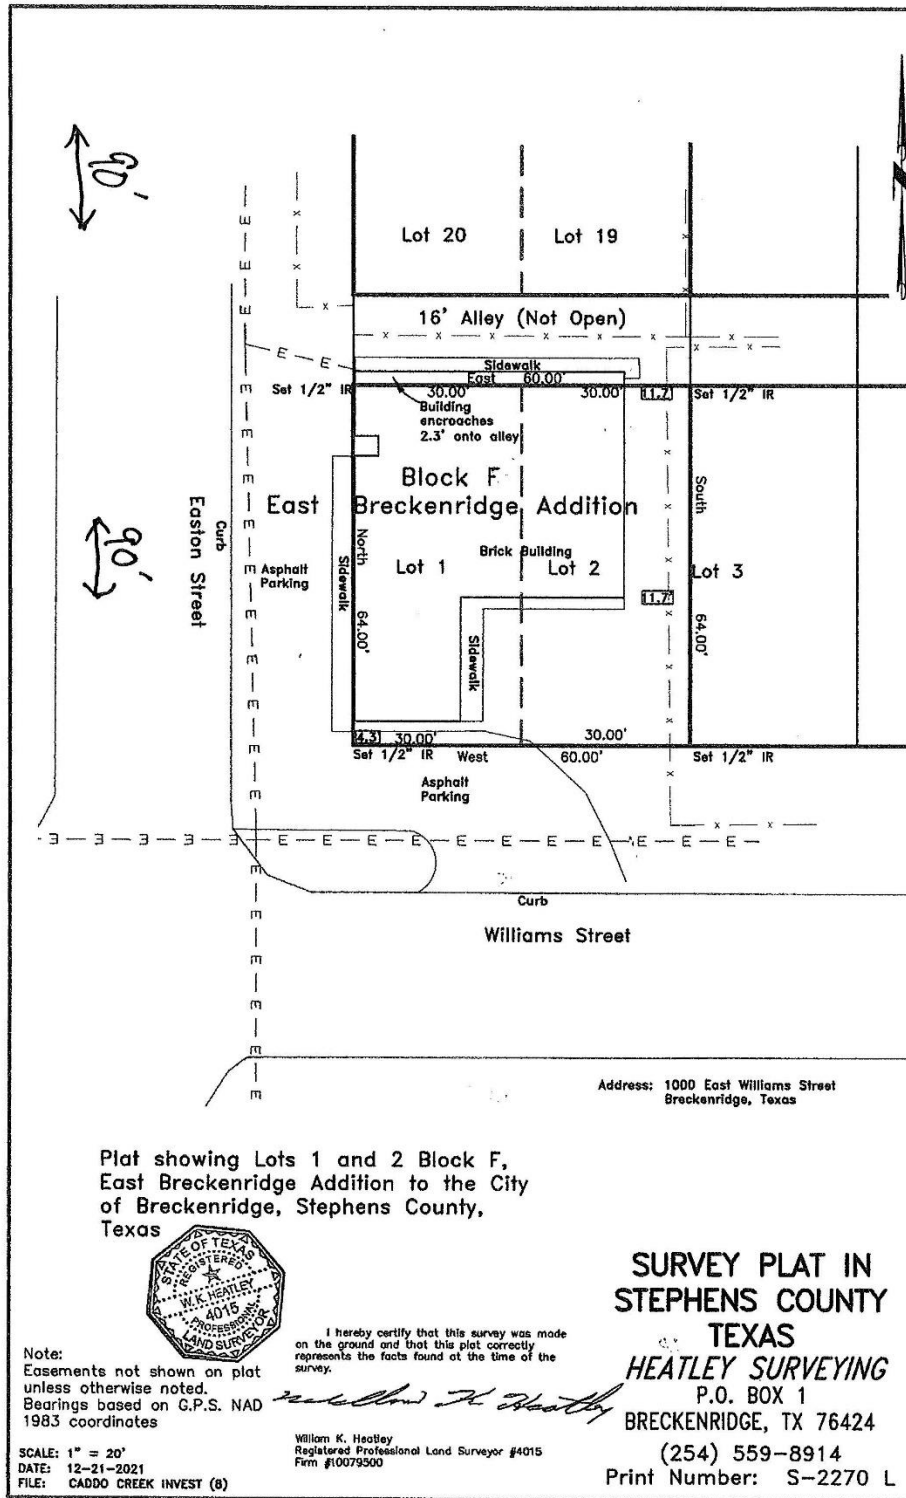 90'
Lot 20
Lot 19
16' Alley (Not Open)
Sidewalk
East 60.00'
Set 1/2" IR
30.00'
30.00'
11.7'
Set 1/2" IR
Building
encroaches
2.3' onto alley
Block F
East Breckenridge Addition
North
64.00'
South
64.00'
Easton Street
Curb
90'
Asphalt
Parking
Sidewalk
Brick Building
Lot 1
Lot 2
Lot 3
11.7'
Sidewalk
4.3'
30.00'
30.00'
Set 1/2" IR
West
60.00'
Set 1/2" IR
Asphalt
Parking
Curb
Williams Street
Address: 1000 East Williams Street
Breckenridge, Texas
Plat showing Lots 1 and 2 Block F,
East Breckenridge Addition to the City
of Breckenridge, Stephens County,
Texas
STATE OF TEXAS
REGISTERED
W. K. HEATLEY
4015
PROFESSIONAL
LAND SURVEYOR
I hereby certify that this survey was made
on the ground and that this plat correctly
represents the facts found at the time of the
survey.
William K. Heatley
Registered Professional Land Surveyor #4015
Firm #10079500
Note:
Easements not shown on plat
unless otherwise noted.
Bearings based on G.P.S. NAD
1983 coordinates
SCALE: 1" = 20'
DATE: 12-21-2021
FILE: CADDO CREEK INVEST (8)
SURVEY PLAT IN
STEPHENS COUNTY
TEXAS
HEATLEY SURVEYING
P.O. BOX 1
BRECKENRIDGE, TX 76424
(254) 559-8914
Print Number: S-2270 L